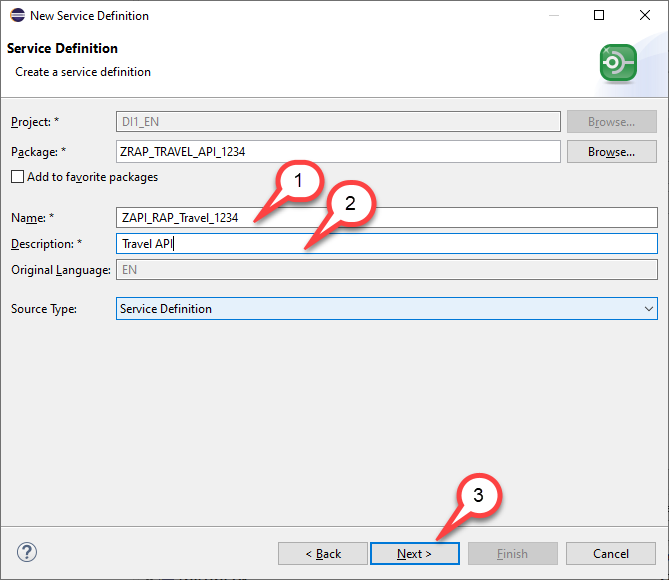 New Service Definition
Service Definition
Create a service definition
Project: * DI1_EN Browse...
Package: * ZRAP_TRAVEL_API_1234 Browse...
Add to favorite packages
1
Name: * ZAPI_RAP_Travel_1234
2
Description: * Travel API
Original Language: EN
Source Type: Service Definition
3
? < Back Next > Finish Cancel